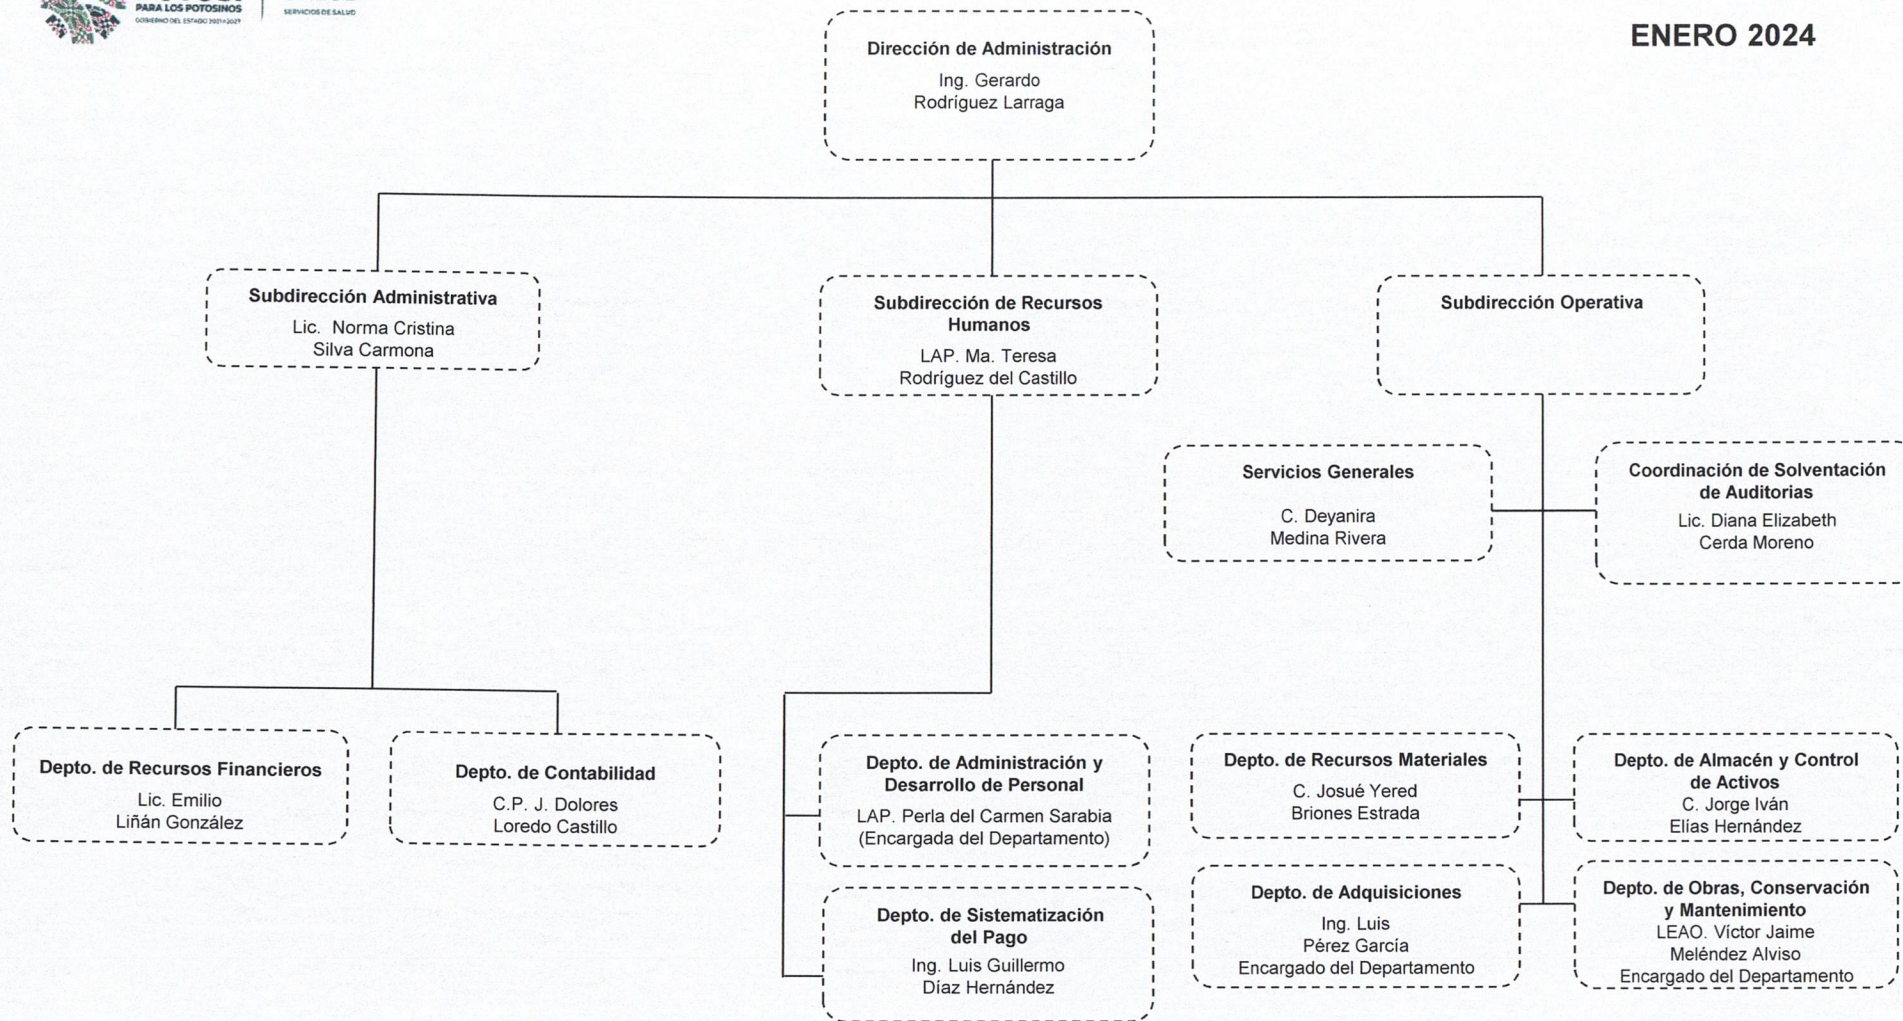 PARA LOS POTOSINOS
GOBIERNO DEL ESTADO 2021-2027
SERVICIOS DE SALUD
ENERO 2024
Dirección de Administración
Ing. Gerardo
Rodríguez Larraga
Subdirección Administrativa
Lic. Norma Cristina
Silva Carmona
Subdirección de Recursos
Humanos
LAP. Ma. Teresa
Rodríguez del Castillo
Subdirección Operativa
Servicios Generales
C. Deyanira
Medina Rivera
Coordinación de Solventación
de Auditorias
Lic. Diana Elizabeth
Cerda Moreno
Depto. de Recursos Financieros
Lic. Emilio
Liñán González
Depto. de Contabilidad
C.P. J. Dolores
Loredo Castillo
Depto. de Administración y
Desarrollo de Personal
LAP. Perla del Carmen Sarabia
(Encargada del Departamento)
Depto. de Sistematización
del Pago
Ing. Luis Guillermo
Díaz Hernández
Depto. de Recursos Materiales
C. Josué Yered
Briones Estrada
Depto. de Almacén y Control
de Activos
C. Jorge Iván
Elías Hernández
Depto. de Adquisiciones
Ing. Luis
Pérez García
Encargado del Departamento
Depto. de Obras, Conservación
y Mantenimiento
LEAO. Víctor Jaime
Meléndez Alviso
Encargado del Departamento